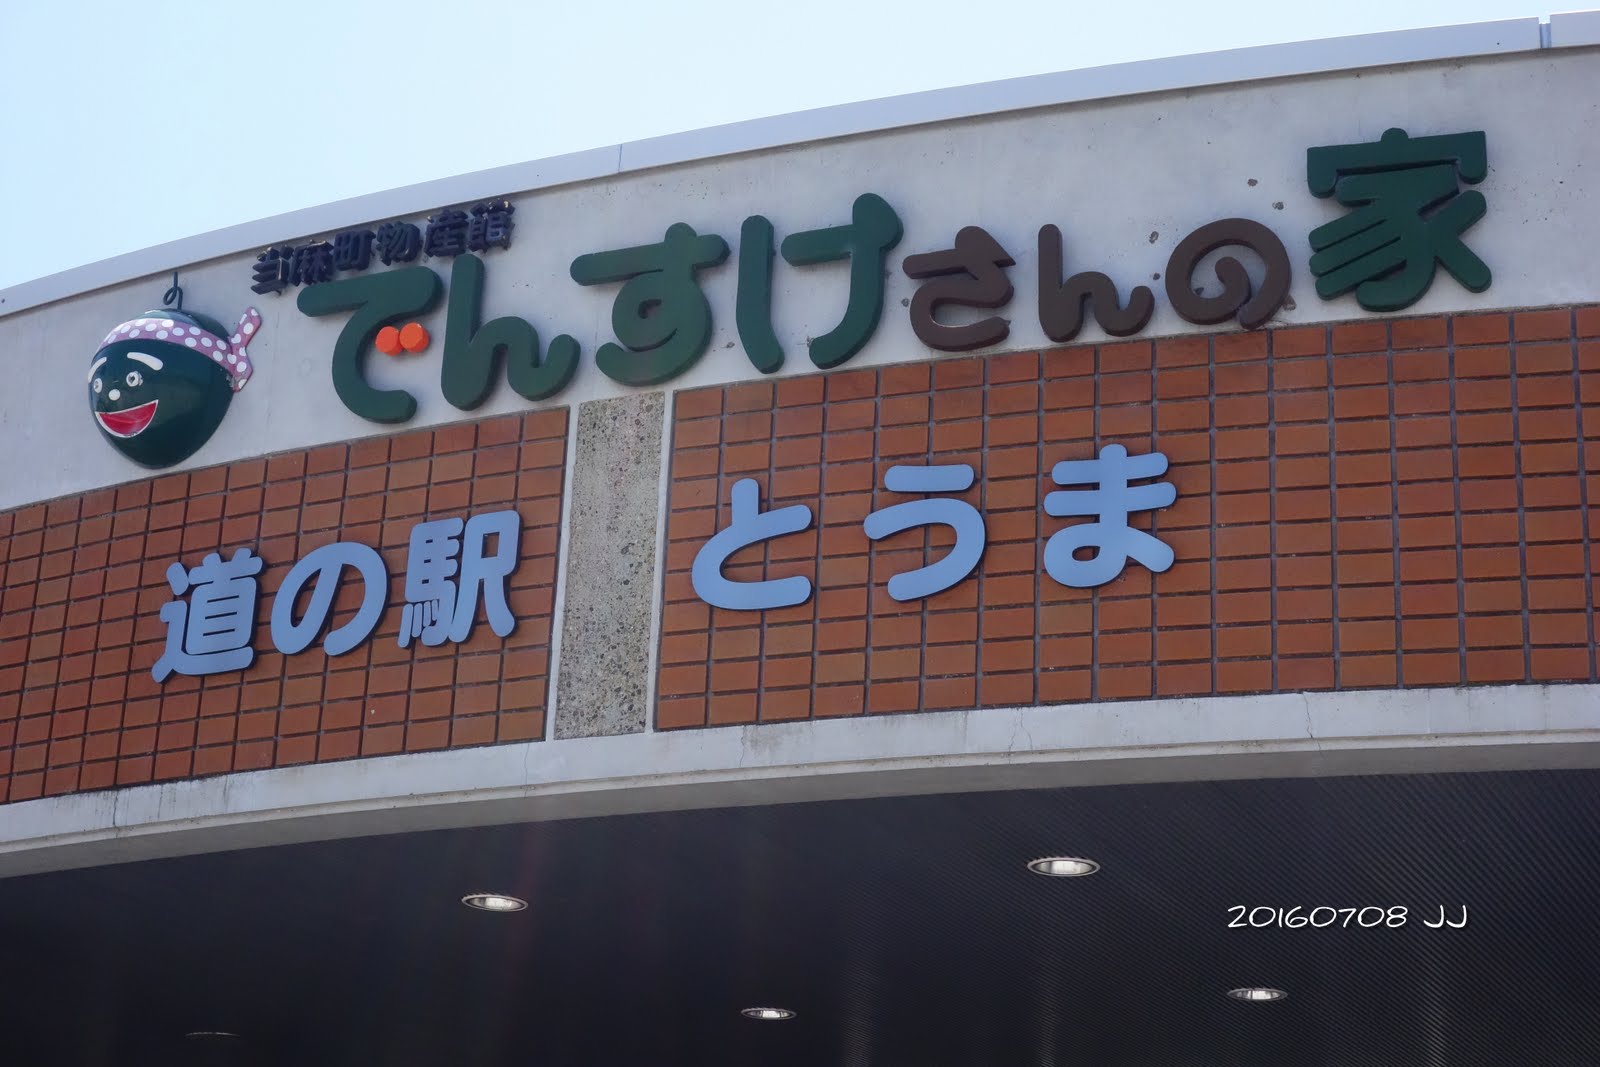 当麻町物産館
でんすけさんの家
道の駅 とうま
20160708 JJ